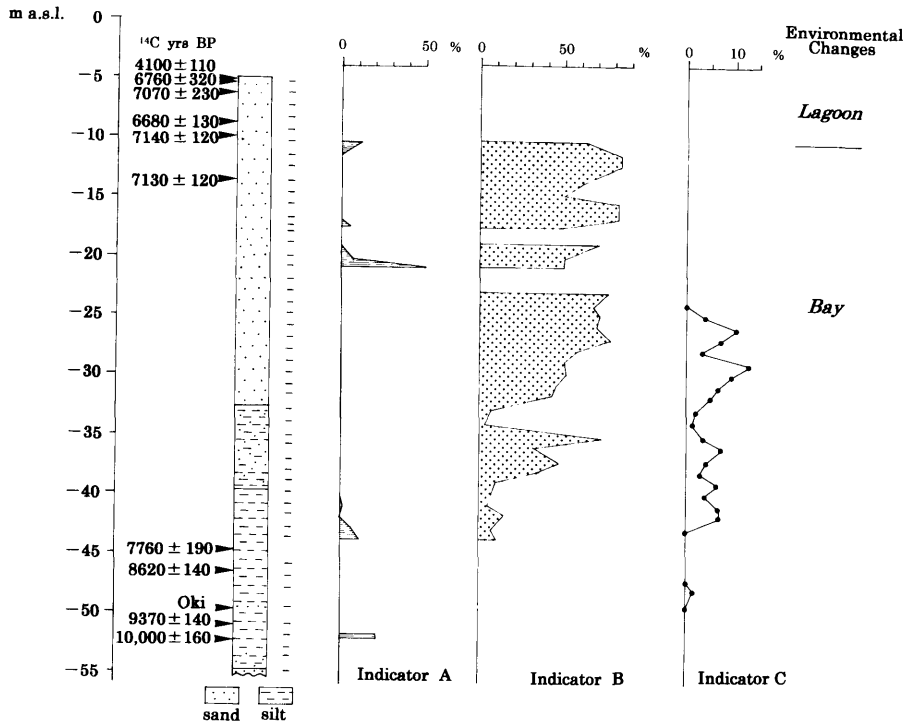 m a.s.l.
0
−5
−10
−15
−20
−25
−30
−35
−40
−45
−50
−55
¹⁴C yrs BP
4100 ± 110
6760 ± 320
7070 ± 230
6680 ± 130
7140 ± 120
7130 ± 120
7760 ± 190
8620 ± 140
Oki
9370 ± 140
10,000 ± 160
sand silt
0 50 %
Indicator A
0 50 %
Indicator B
0 10 %
Indicator C
Environmental
Changes
Lagoon
Bay